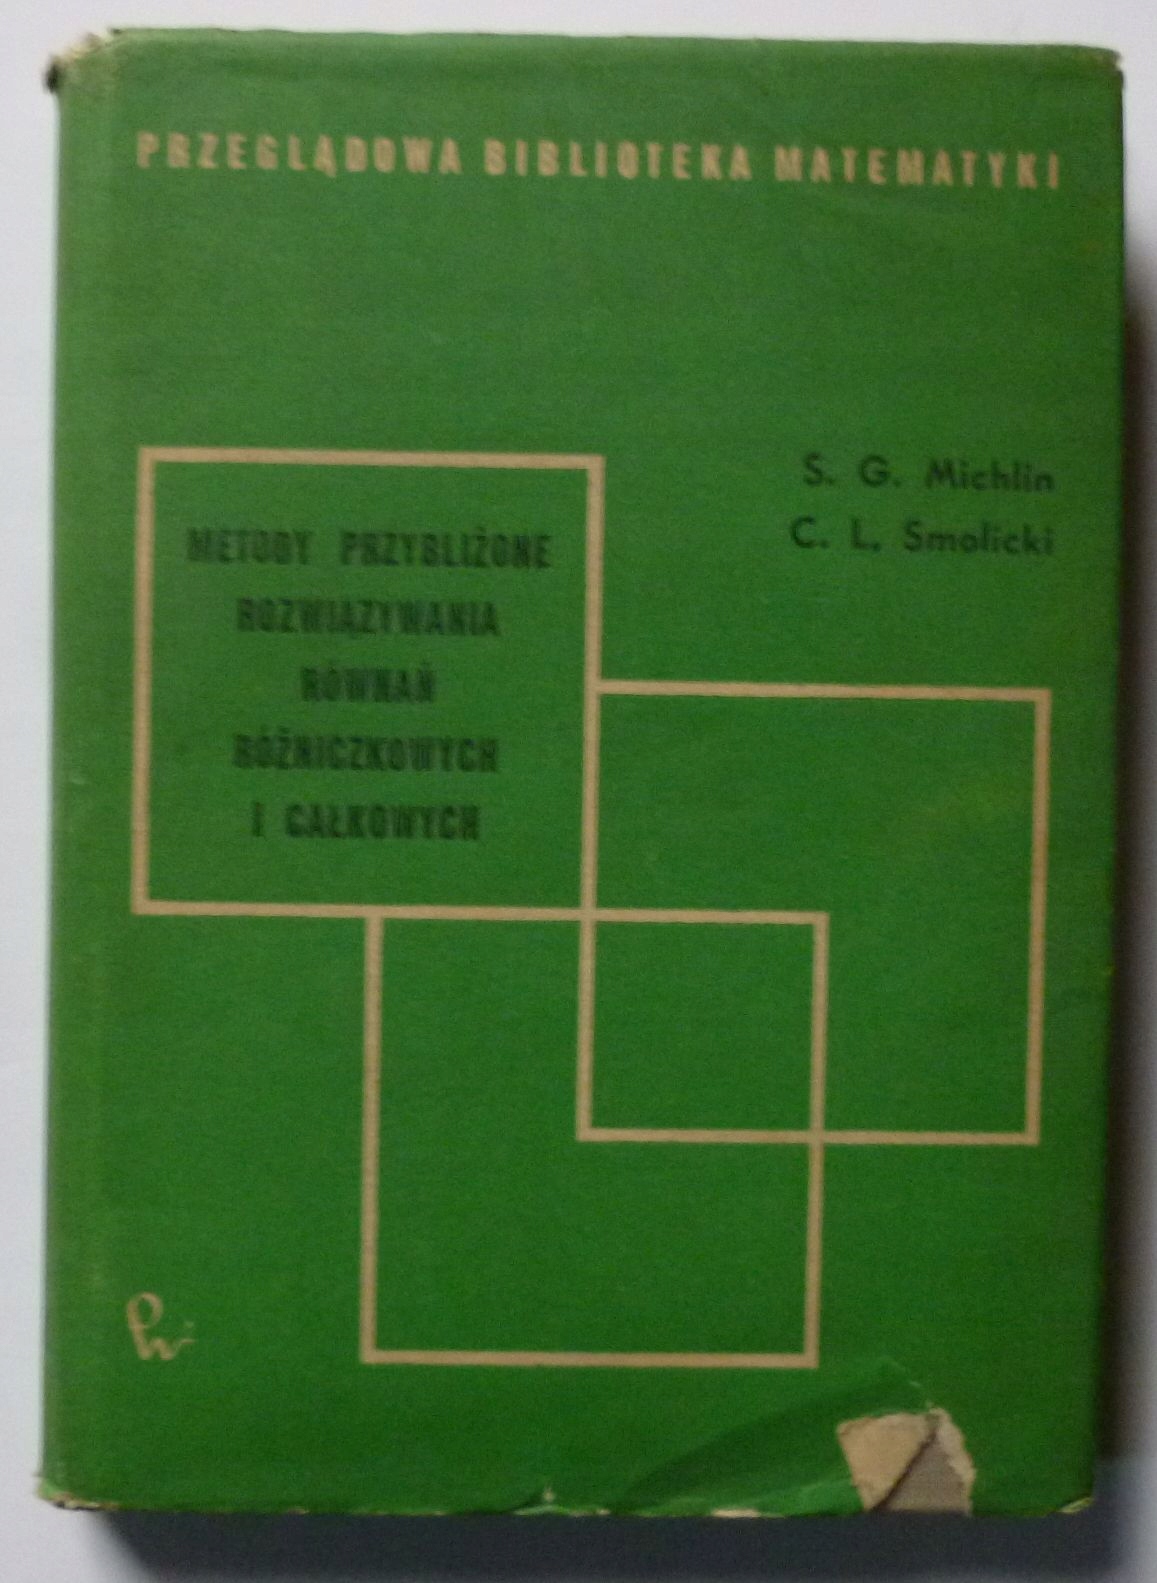 PRZEGLĄDOWA BIBLIOTEKA MATEMATYKI
S. G. Michlin
C. L. Smolicki
METODY PRZYBLIŻONE
ROZWIĄZYWANIA
RÓWNAŃ
RÓŻNICZKOWYCH
I CAŁKOWYCH